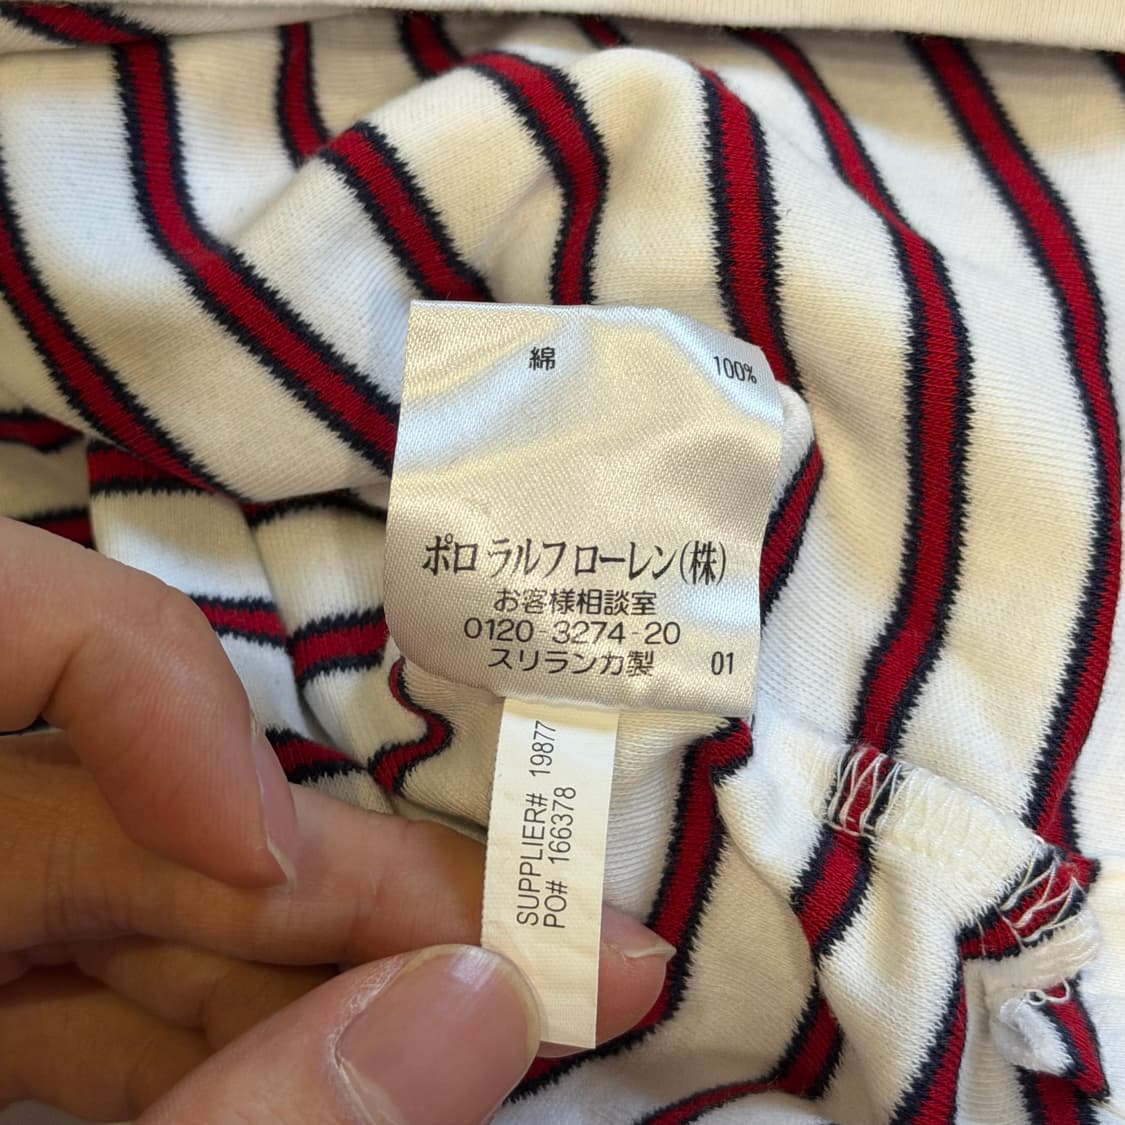 綿 100%
ポロ ラルフ ローレン(株)
お客様相談室
0120-3274-20
スリランカ製 01
SUPPLIER# 19877
PO# 166378